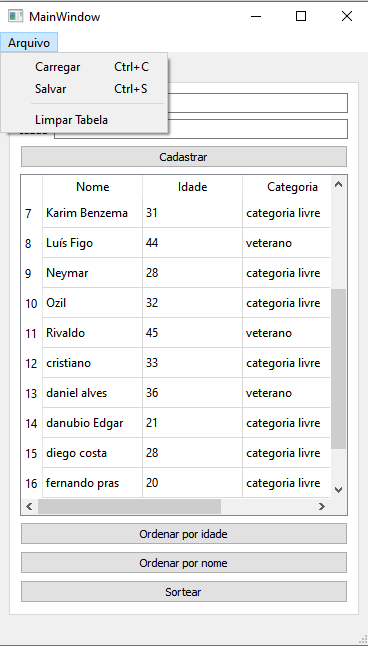 MainWindow
Arquivo
Carregar Ctrl+C
Salvar Ctrl+S
Limpar Tabela
Cadastrar
Nome Idade Categoria
7 Karim Benzema 31 categoria livre
8 Luís Figo 44 veterano
9 Neymar 28 categoria livre
10 Ozil 32 categoria livre
11 Rivaldo 45 veterano
12 cristiano 33 categoria livre
13 daniel alves 36 veterano
14 danubio Edgar 21 categoria livre
15 diego costa 28 categoria livre
16 fernando pras 20 categoria livre
Ordenar por idade
Ordenar por nome
Sortear